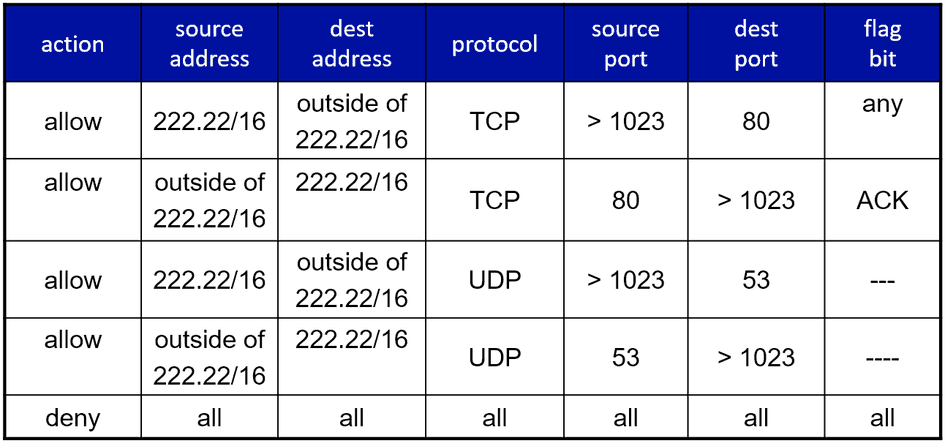 action source address dest address protocol source port dest port flag bit
allow 222.22/16 outside of 222.22/16 TCP > 1023 80 any
allow outside of 222.22/16 222.22/16 TCP 80 > 1023 ACK
allow 222.22/16 outside of 222.22/16 UDP > 1023 53 ---
allow outside of 222.22/16 222.22/16 UDP 53 > 1023 ----
deny all all all all all all